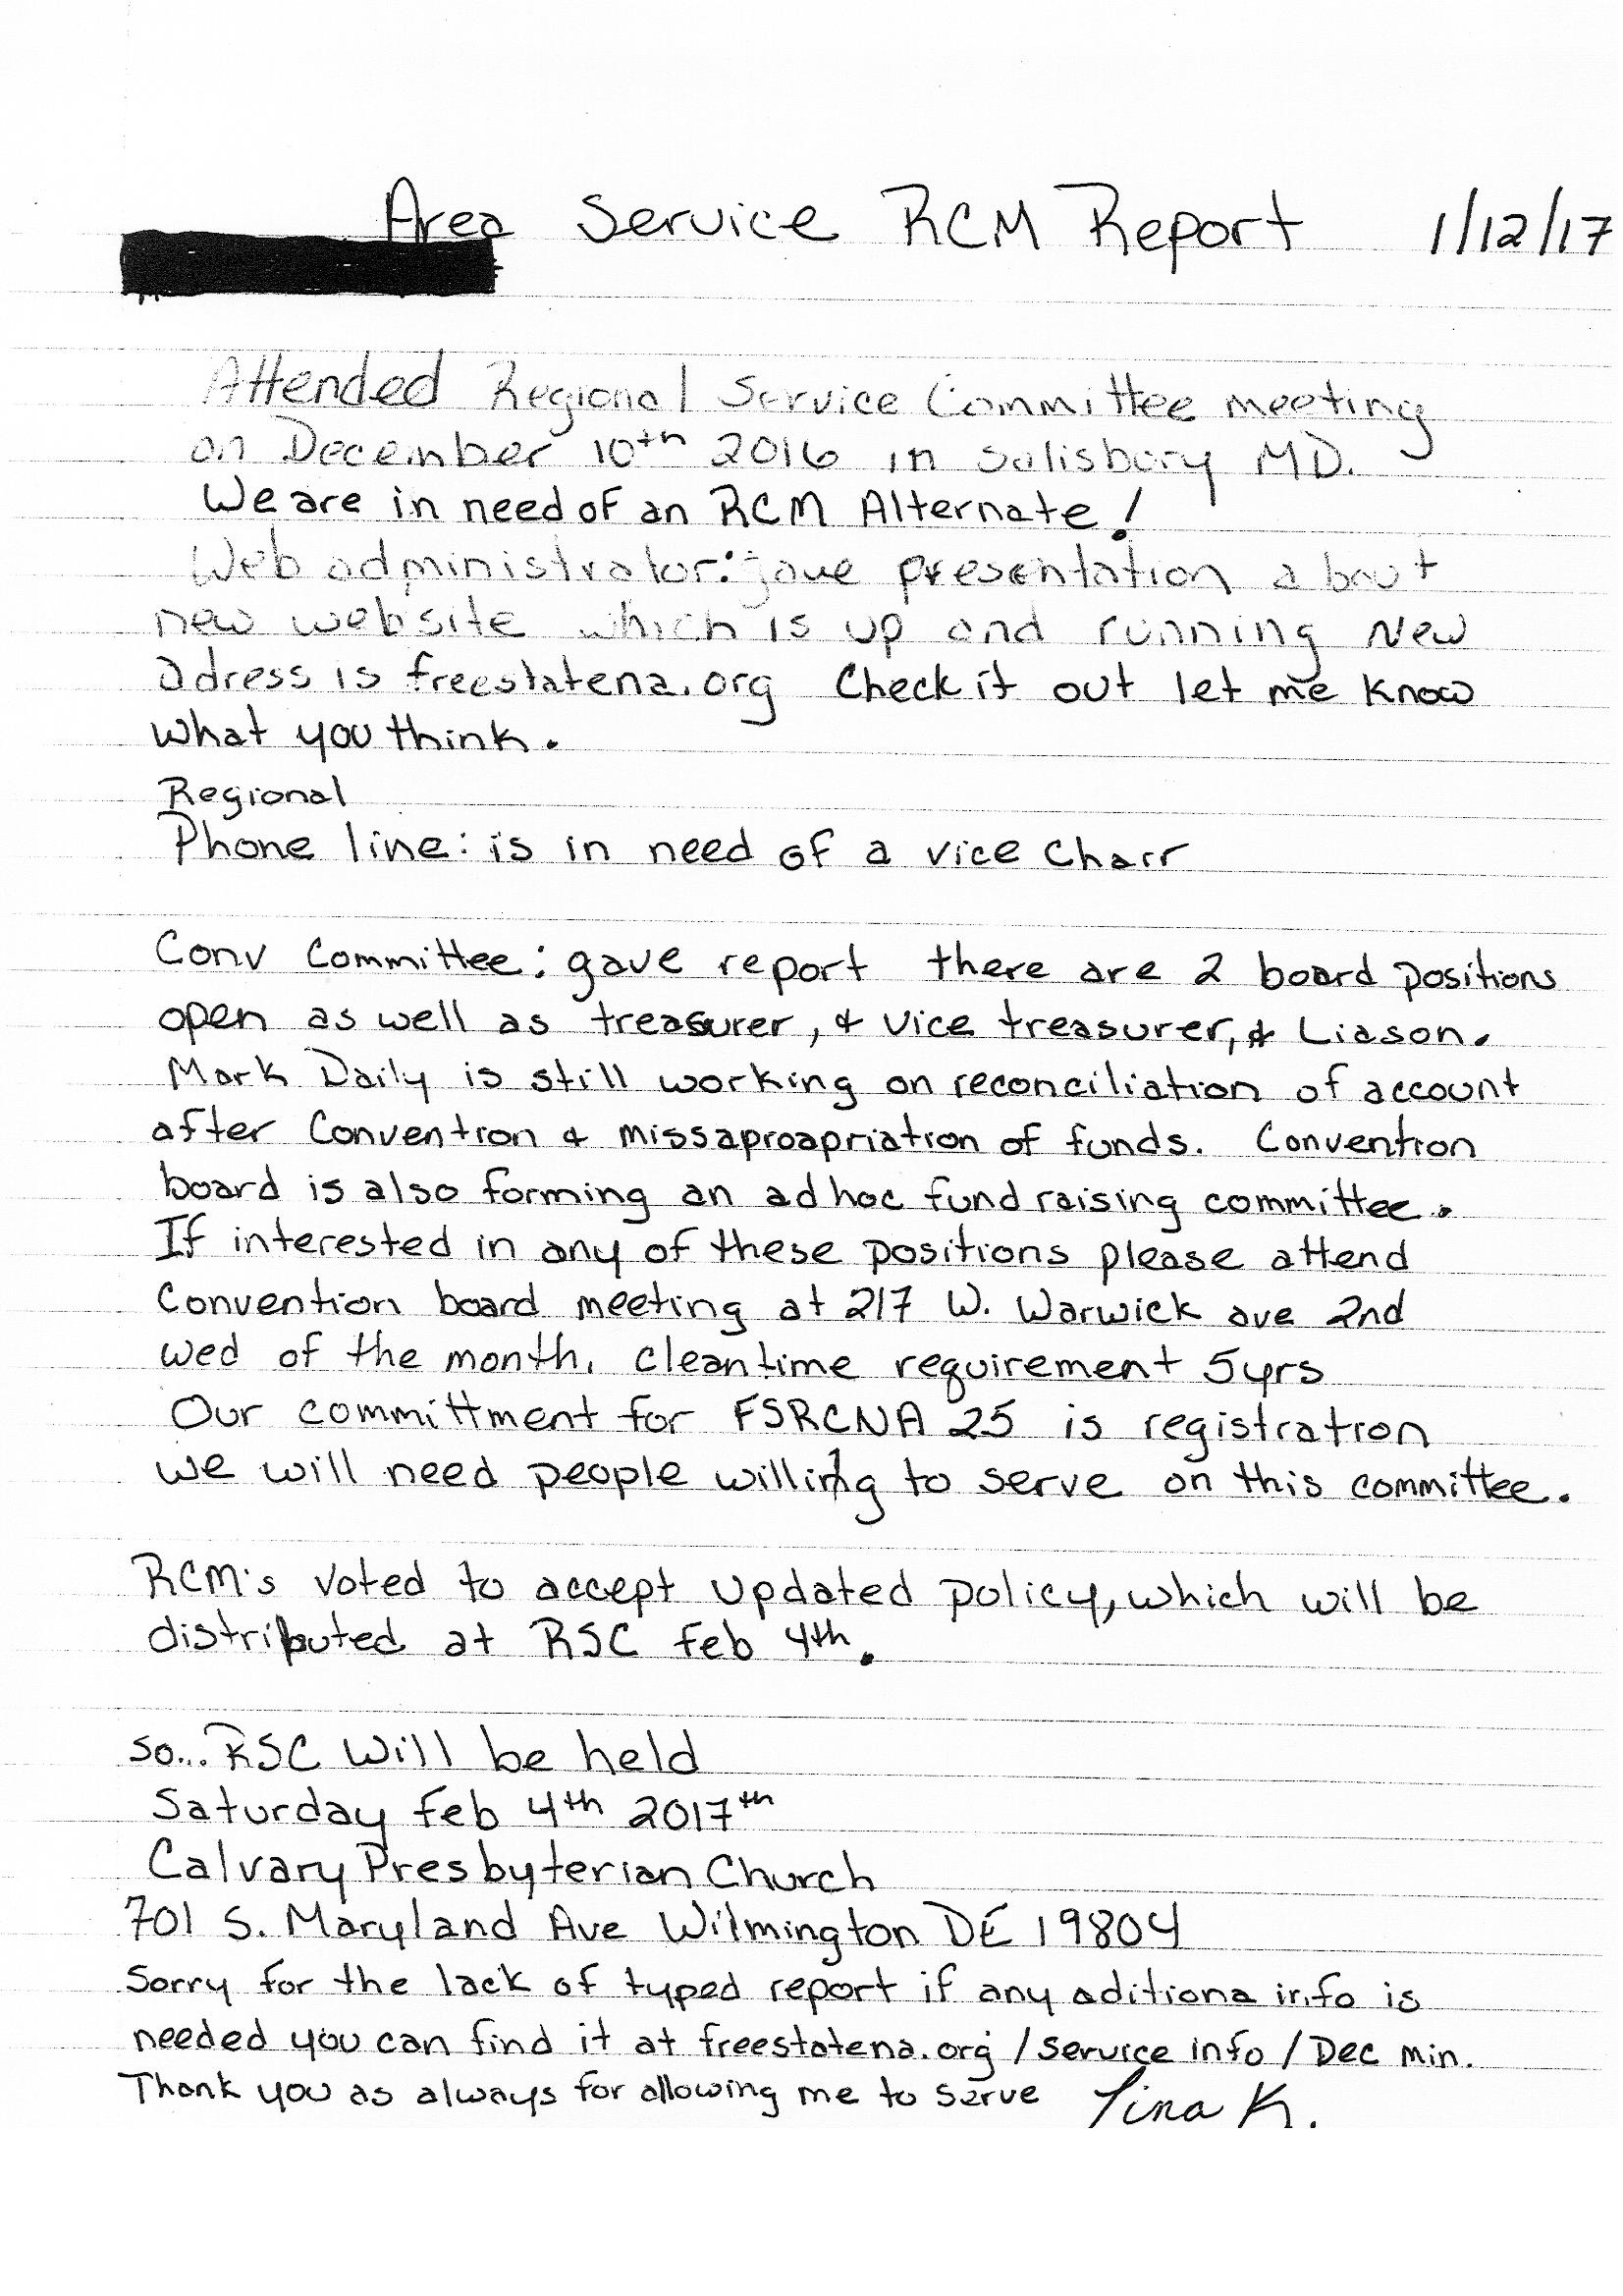 Area Service RCM Report 1/12/17
Attended Regional Service Committee meeting
on December 10th 2016 in Salisbury MD.
We are in need of an RCM Alternate!
Web administrator: gave presentation about
new website which is up and running New
adress is freestatena.org Check it out let me know
what you think.
Regional
Phone line: is in need of a vice Chair
Conv Committee: gave report there are 2 board positions
open as well as treasurer, & vice treasurer, & Liason.
Mark Daily is still working on reconciliation of account
after Convention & missaproapriation of funds. Convention
board is also forming an ad hoc fund raising committee.
If interested in any of these positions please attend
Convention board meeting at 217 W. Warwick ave 2nd
wed of the month. cleantime requirement 5yrs
Our committment for FSRCNA 25 is registration
we will need people willing to serve on this committee.
RCM's voted to accept updated policy, which will be
distributed at RSC feb 4th.
so... RSC Will be held
Saturday feb 4th 2017th
Calvary Presbyterian Church
701 S. Maryland Ave Wilmington DE 19804
Sorry for the lack of typed report if any aditiona info is
needed you can find it at freestatena.org / service info / Dec min.
Thank you as always for allowing me to serve Tina K.